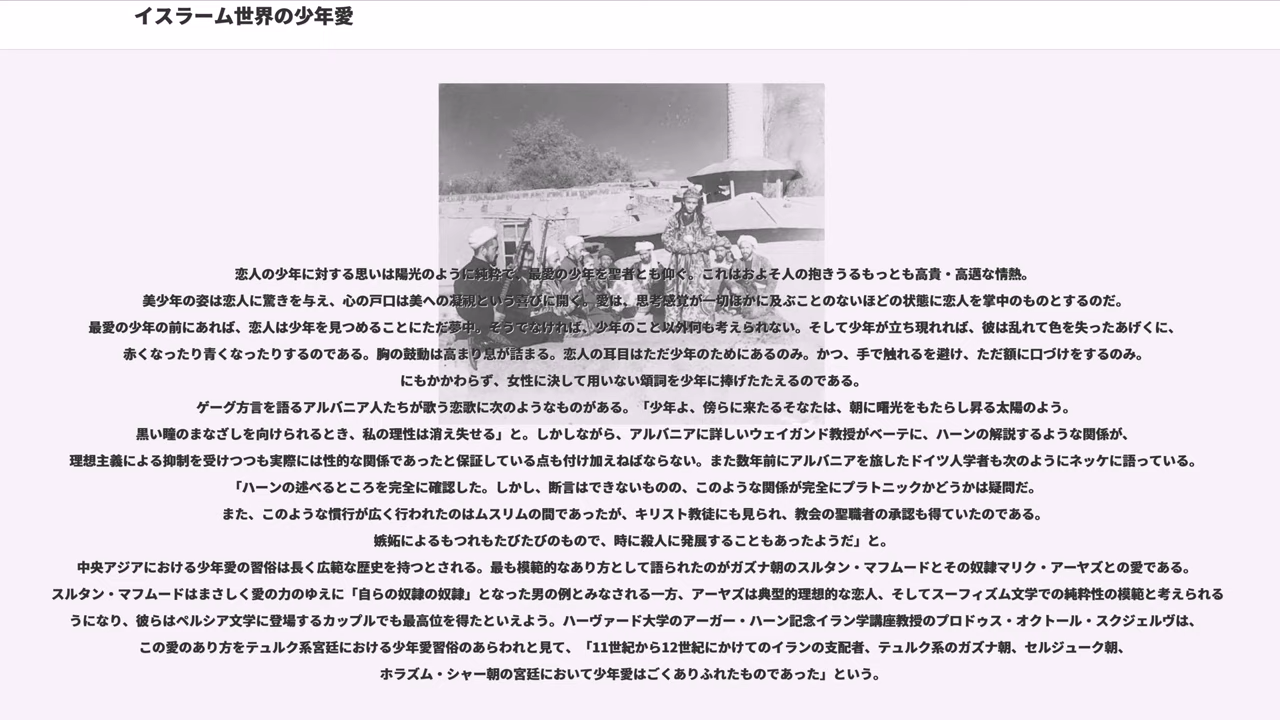 イスラーム世界の少年愛
恋人の少年に対する思いは陽光のように純粋で、最愛の少年を聖者とも仰ぐ。これはおよそ人の抱きうるもっとも高貴・高邁な情熱。
美少年の姿は恋人に驚きを与え、心の戸口は美への凝視という喜びに開く。愛は、思考感覚が一切ほかに及ぶことのないほどの状態に恋人を掌中のものとするのだ。
最愛の少年の前にあれば、恋人は少年を見つめることにただ夢中。そうでなければ、少年のこと以外何も考えられない。そして少年が立ち現れれば、彼は乱れて色を失ったあげくに、
赤くなったり青くなったりするのである。胸の鼓動は高まり息が詰まる。恋人の耳目はただ少年のためにあるのみ。かつ、手で触れるを避け、ただ額に口づけをするのみ。
にもかかわらず、女性に決して用いない頌詞を少年に捧げたたえるのである。
ゲーグ方言を語るアルバニア人たちが歌う恋歌に次のようなものがある。「少年よ、傍らに来たるそなたは、朝に曙光をもたらし昇る太陽のよう。
黒い瞳のまなざしを向けられるとき、私の理性は消え失せる」と。しかしながら、アルバニアに詳しいウェイガンド教授がベーテに、ハーンの解説するような関係が、
理想主義による抑制を受けつつも実際には性的な関係であったと保証している点も付け加えねばならない。また数年前にアルバニアを旅したドイツ人学者も次のようにネッケに語っている。
「ハーンの述べるところを完全に確認した。しかし、断言はできないものの、このような関係が完全にプラトニックかどうかは疑問だ。
また、このような慣行が広く行われたのはムスリムの間であったが、キリスト教徒にも見られ、教会の聖職者の承認も得ていたのである。
嫉妬によるもつれもたびたびのもので、時に殺人に発展することもあったようだ」と。
中央アジアにおける少年愛の習俗は長く広範な歴史を持つとされる。最も模範的なあり方として語られたのがガズナ朝のスルタン・マフムードとその奴隷マリク・アーヤズとの愛である。
スルタン・マフムードはまさしく愛の力のゆえに「自らの奴隷の奴隷」となった男の例とみなされる一方、アーヤズは典型的理想的な恋人、そしてスーフィズム文学での純粋性の模範と考えられる
うになり、彼らはペルシア文学に登場するカップルでも最高位を得たといえよう。ハーヴァード大学のアーガー・ハーン記念イラン学講座教授のプロドゥス・オクトール・スクジェルヴは、
この愛のあり方をテュルク系宮廷における少年愛習俗のあらわれと見て、「11世紀から12世紀にかけてのイランの支配者、テュルク系のガズナ朝、セルジューク朝、
ホラズム・シャー朝の宮廷において少年愛はごくありふれたものであった」という。